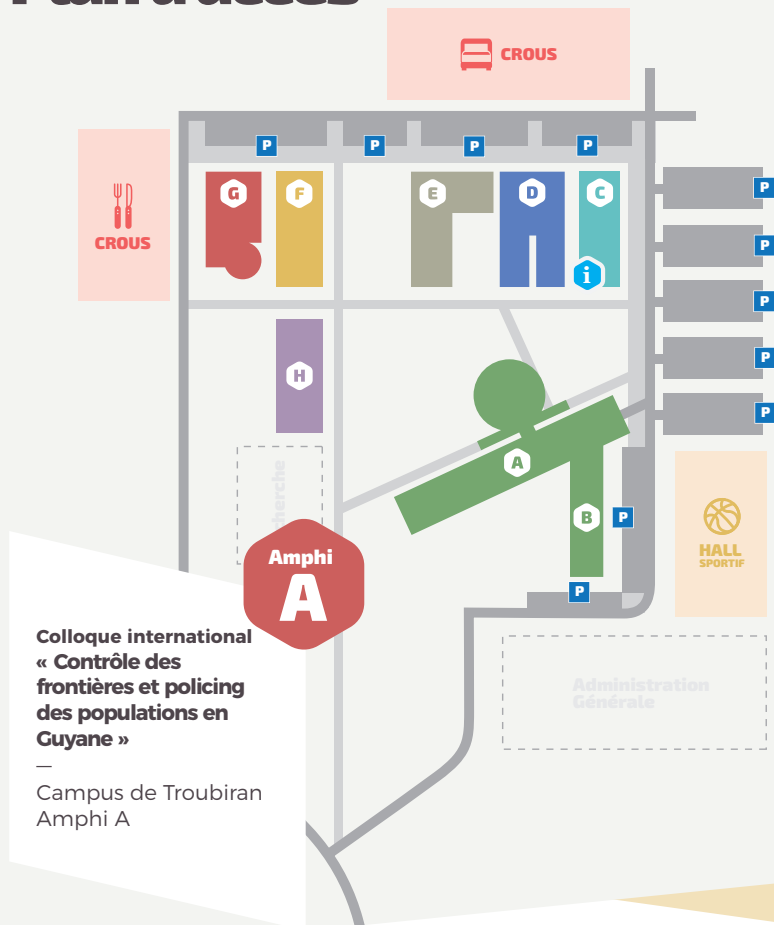 CROUS
P
P
P
P
CROUS
G
F
E
D
C
i
P
P
P
P
P
H
A
B
P
P
HALL
SPORTIF
Administration
Générale
Amphi
A
Colloque international
« Contrôle des
frontières et policing
des populations en
Guyane »
—
Campus de Troubiran
Amphi A